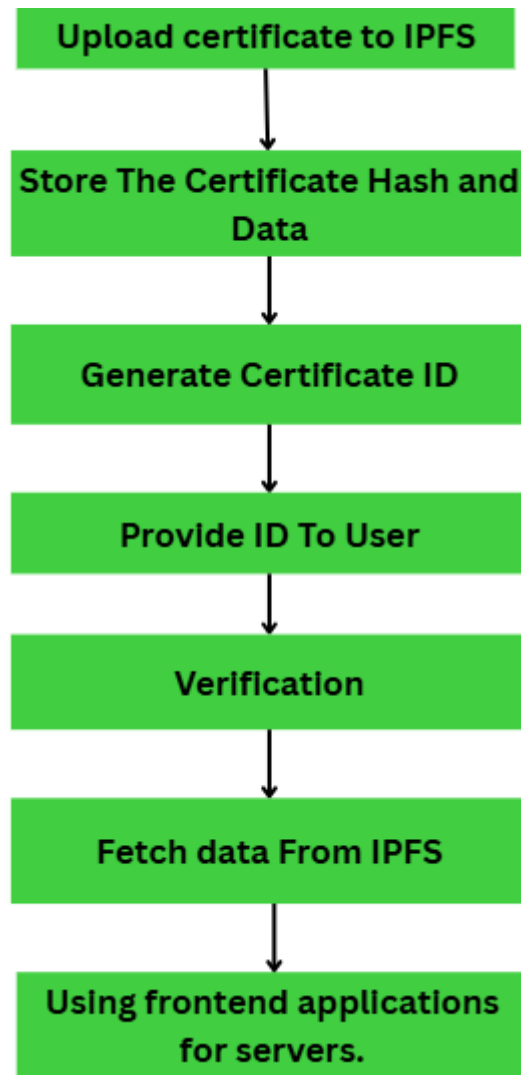 Upload certificate to IPFS
Store The Certificate Hash and
Data
Generate Certificate ID
Provide ID To User
Verification
Fetch data From IPFS
Using frontend applications
for servers.